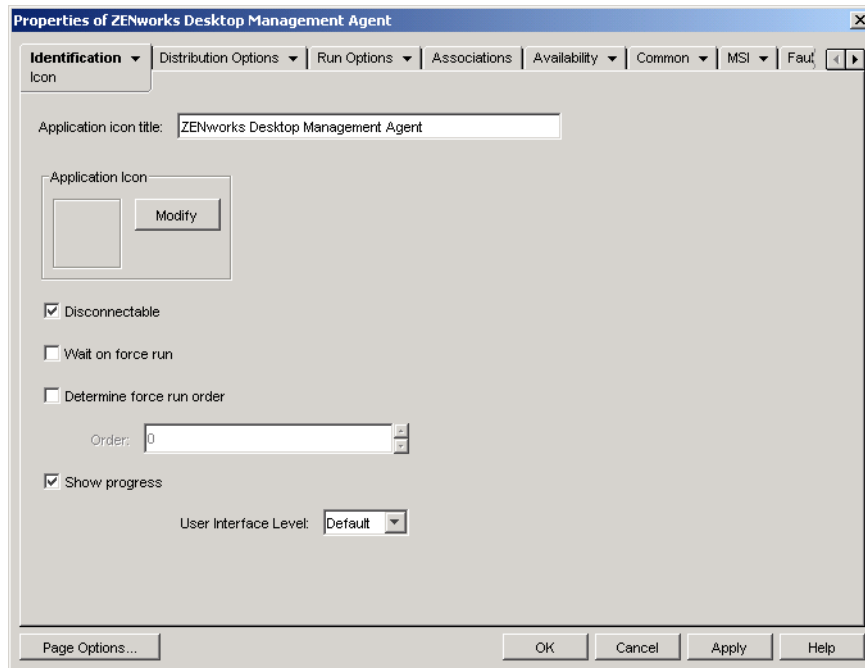 Properties of ZENworks Desktop Management Agent
Identification Distribution Options Run Options Associations Availability Common MSI
Icon
Application icon title: ZENworks Desktop Management Agent
Application Icon
Modify
Disconnectable
Wait on force run
Determine force run order
Order: 0
Show progress
User Interface Level: Default
Page Options... OK Cancel Apply Help